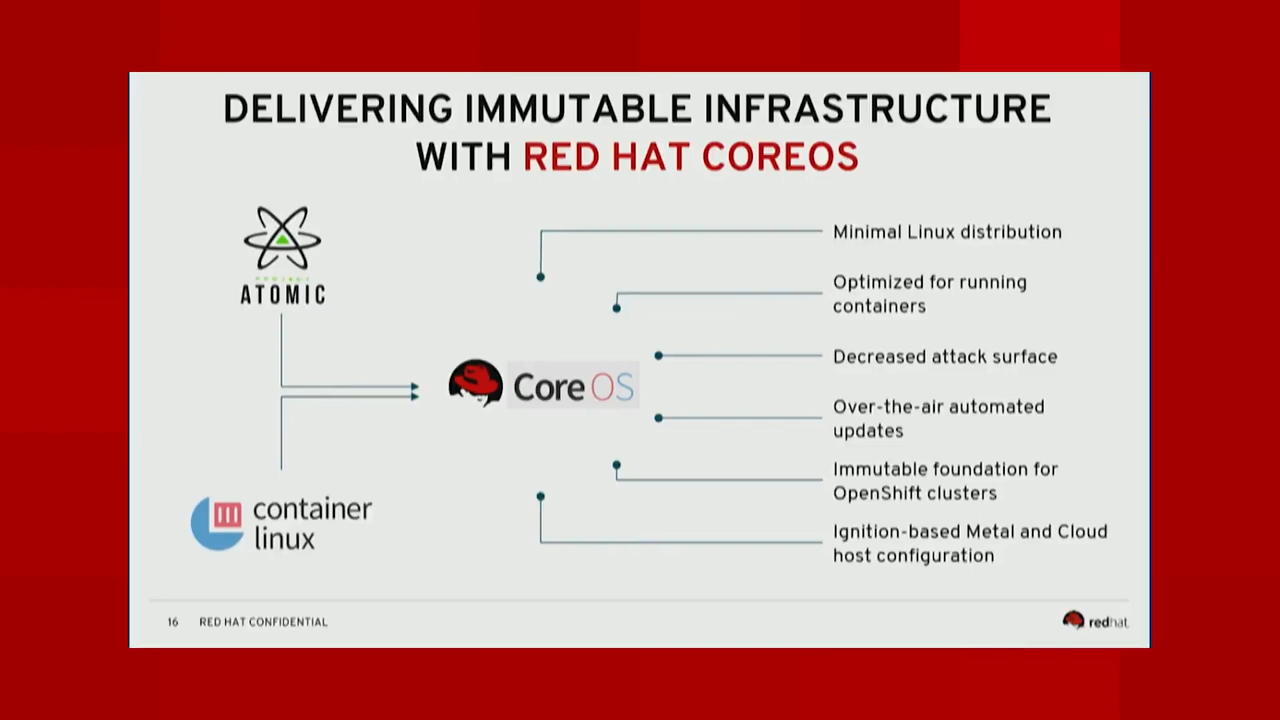 DELIVERING IMMUTABLE INFRASTRUCTURE
WITH RED HAT COREOS
PROJECT
ATOMIC
container
linux
CoreOS
Minimal Linux distribution
Optimized for running
containers
Decreased attack surface
Over-the-air automated
updates
Immutable foundation for
OpenShift clusters
Ignition-based Metal and Cloud
host configuration
16 RED HAT CONFIDENTIAL
redhat